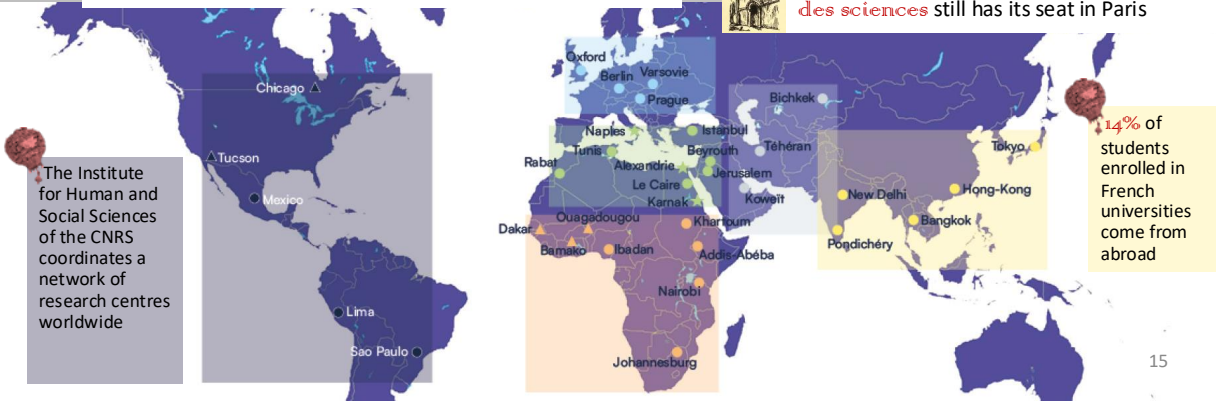 des sciences still has its seat in Paris
Oxford
Berlin
Varsovie
Prague
Chicago
Bichkek
Naples
Istanbul
14% of
students
enrolled in
French
universities
come from
abroad
Tunis
Beyrouth
Téhéran
Tokyo
Tucson
Rabat
Alexandrie
Jerusalem
The Institute
for Human and
Social Sciences
of the CNRS
coordinates a
network of
research centres
worldwide
Le Caire
New Delhi
Hong-Kong
Mexico
Karnak
Koweït
Ouagadougou
Dakar
Khartoum
Bangkok
Bamako
Ibadan
Addis-Abéba
Pondichéry
Nairobi
Lima
Sao Paulo
Johannesburg
15